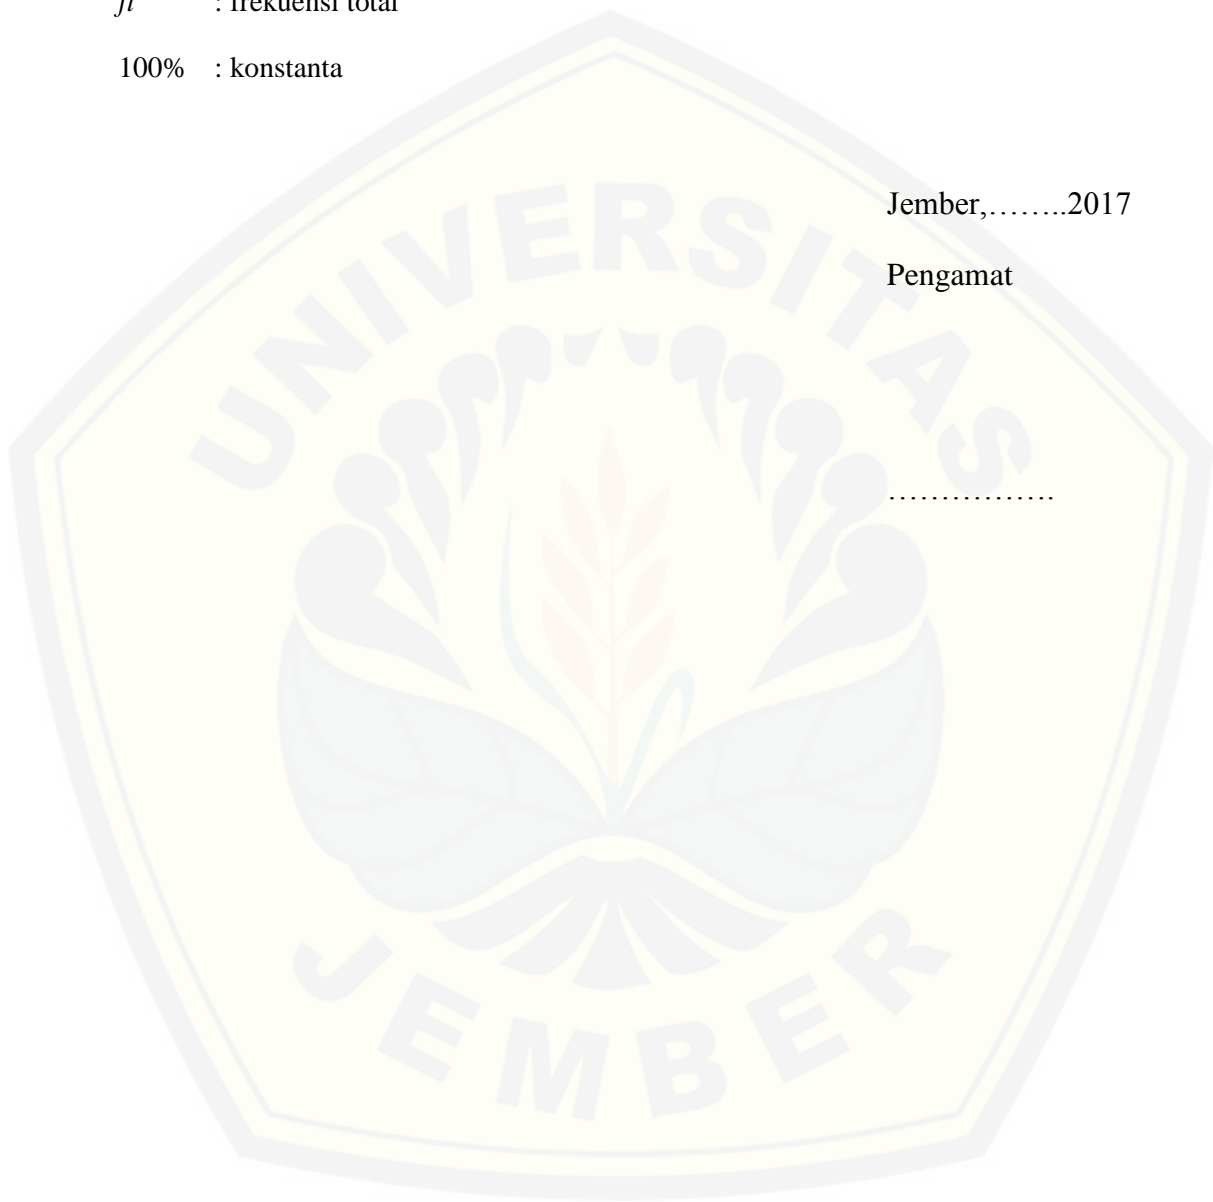 : frekuensi total
100% : konstanta
Jember,……..2017
Pengamat
…………….
UNIVERSITAS
JEMBER